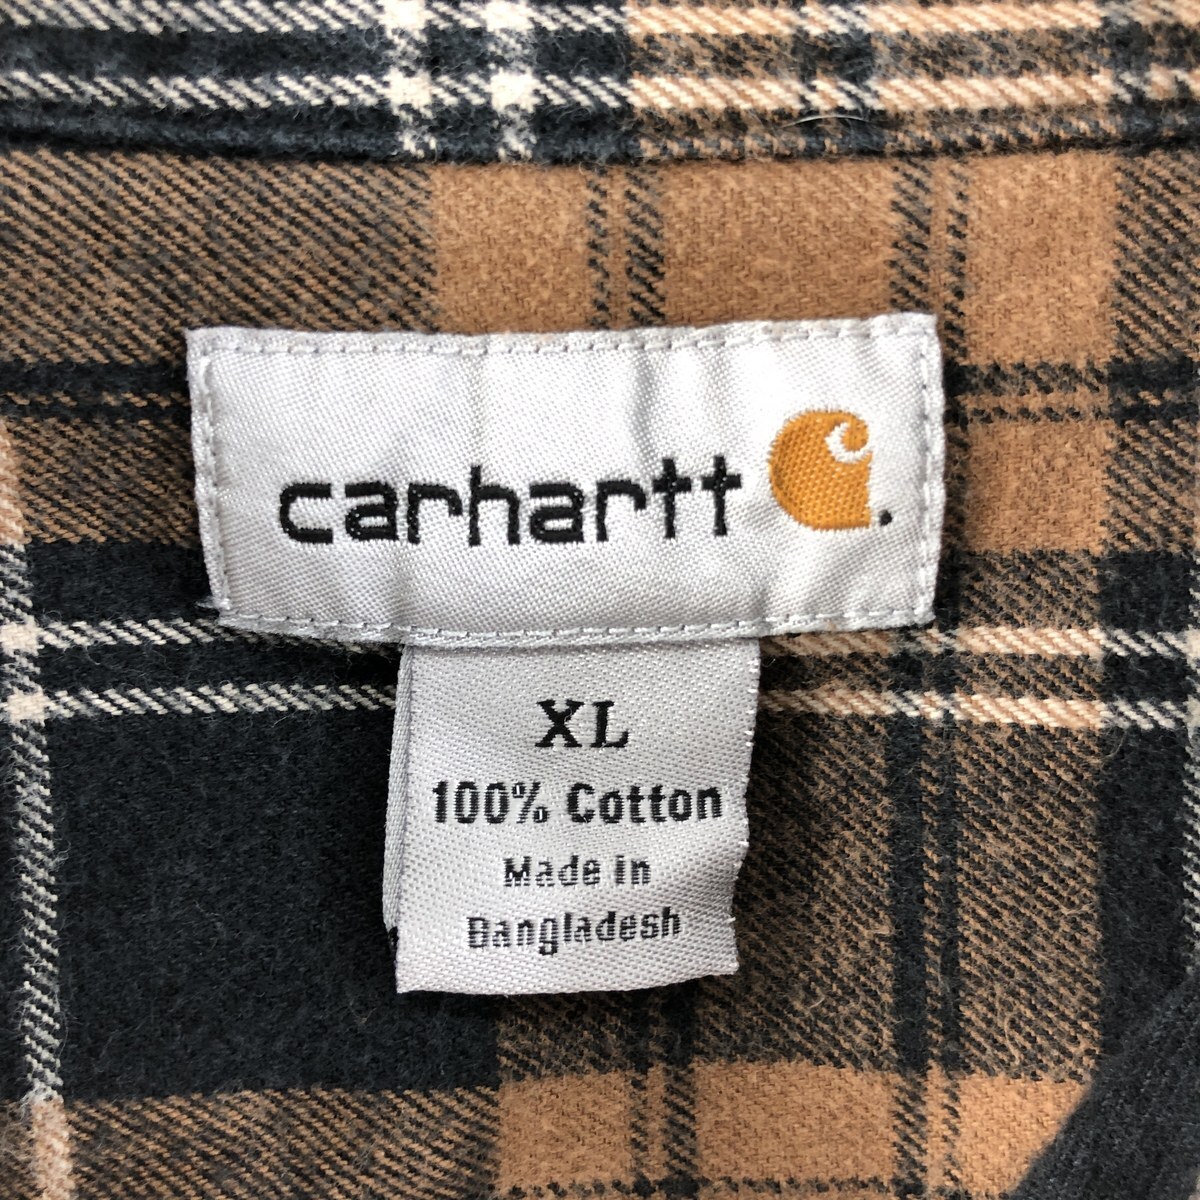 carhartt
XL
100% Cotton
Made in
Bangladesh